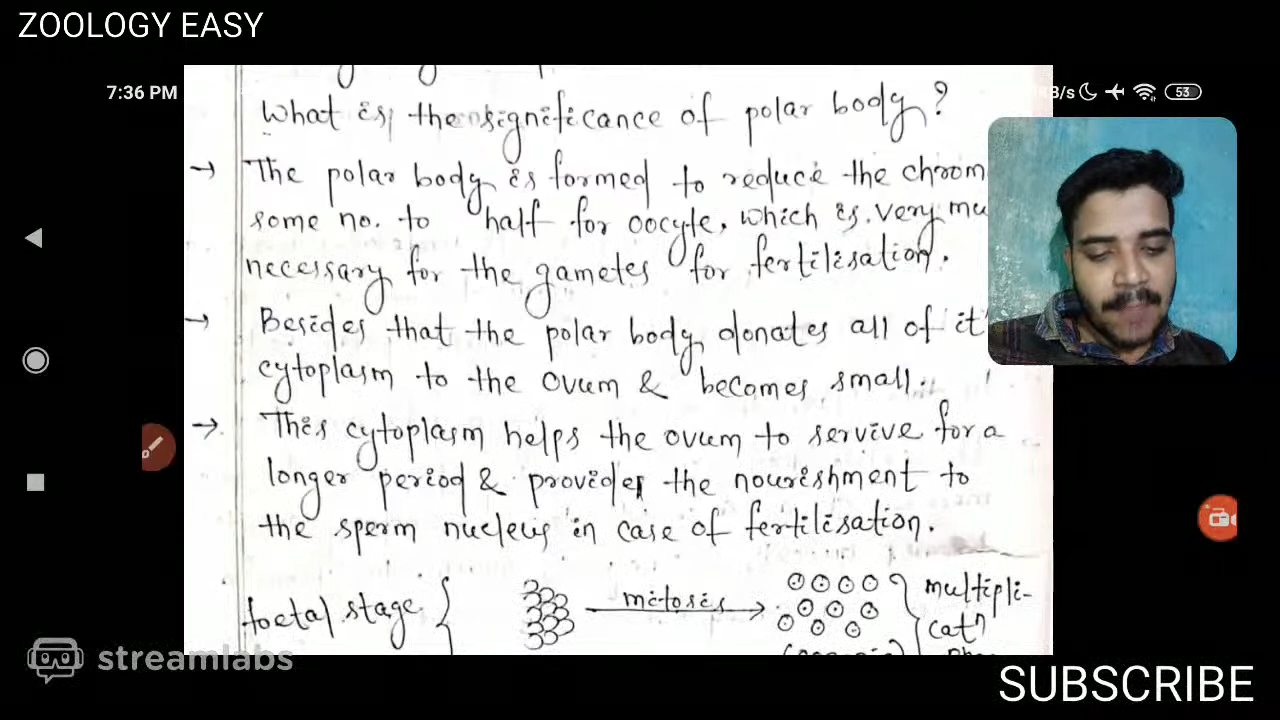 ZOOLOGY EASY
7:36 PM
B/s
53
What is the significance of polar body?
→ The polar body is formed to reduce the chrom
some no. to half for oocyte, which is very mu
necessary for the gametes for fertilisation.
→ Besides that the polar body donates all of it
cytoplasm to the ovum & becomes small.
→ This cytoplasm helps the ovum to servive for a
longer period & provides the nourishment to
the sperm nucleus in case of fertilisation.
foetal stage
mitosis
multipli-
catn
streamlabs
SUBSCRIBE